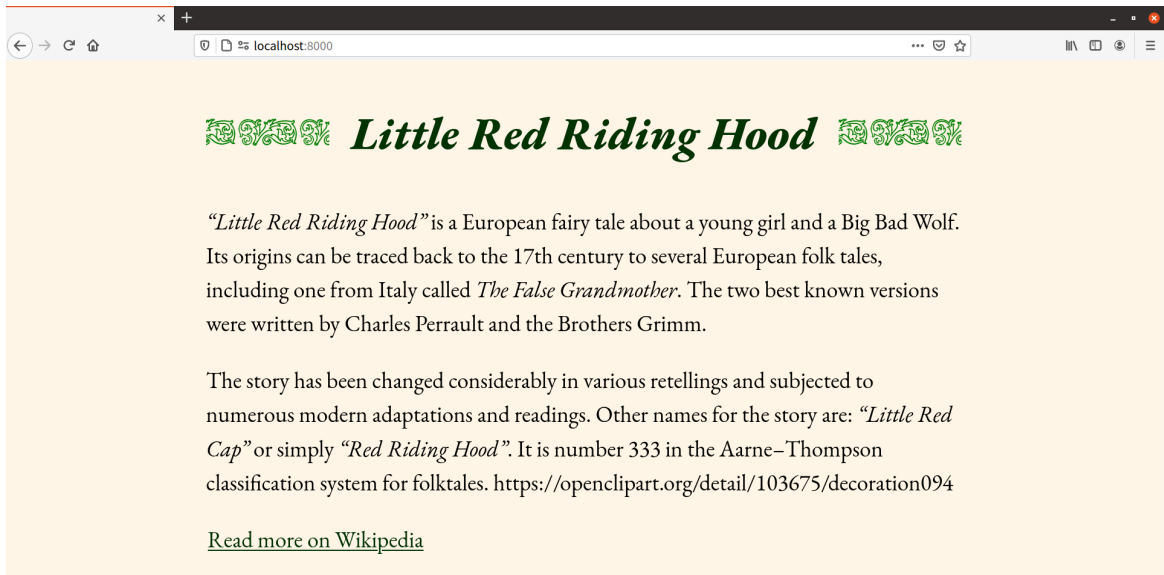 localhost:8000
Little Red Riding Hood
“Little Red Riding Hood” is a European fairy tale about a young girl and a Big Bad Wolf.
Its origins can be traced back to the 17th century to several European folk tales,
including one from Italy called The False Grandmother. The two best known versions
were written by Charles Perrault and the Brothers Grimm.
The story has been changed considerably in various retellings and subjected to
numerous modern adaptations and readings. Other names for the story are: “Little Red
Cap” or simply “Red Riding Hood”. It is number 333 in the Aarne–Thompson
classification system for folktales. https://openclipart.org/detail/103675/decoration094
Read more on Wikipedia